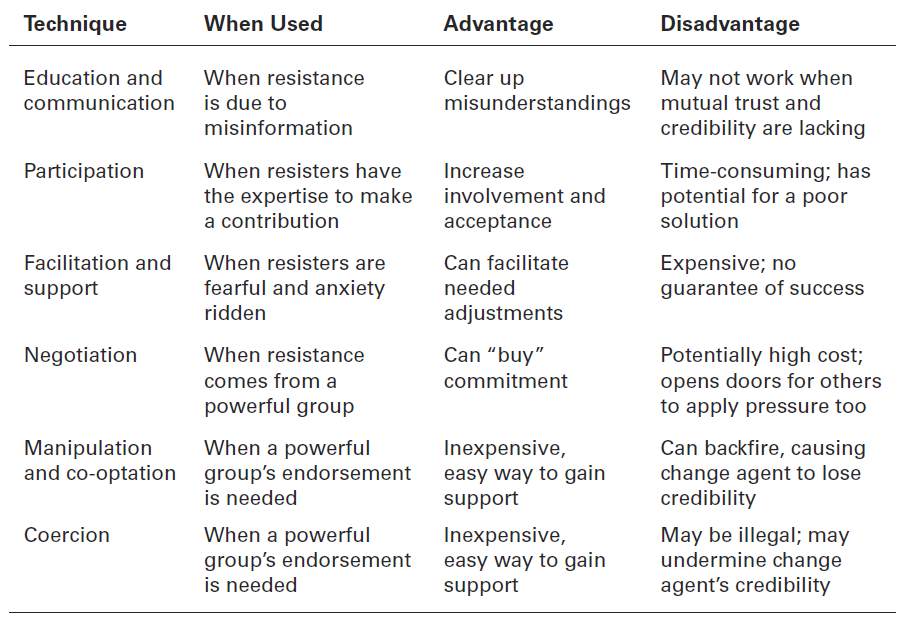 Technique When Used Advantage Disadvantage
Education and When resistance Clear up May not work when
communication is due to misunderstandings mutual trust and
misinformation credibility are lacking
Participation When resisters have Increase Time-consuming; has
the expertise to make involvement and potential for a poor
a contribution acceptance solution
Facilitation and When resisters are Can facilitate Expensive; no
support fearful and anxiety needed guarantee of success
ridden adjustments
Negotiation When resistance Can “buy” Potentially high cost;
comes from a commitment opens doors for others
powerful group to apply pressure too
Manipulation When a powerful Inexpensive, Can backfire, causing
and co-optation group’s endorsement easy way to gain change agent to lose
is needed support credibility
Coercion When a powerful Inexpensive, May be illegal; may
group’s endorsement easy way to gain undermine change
is needed support agent’s credibility